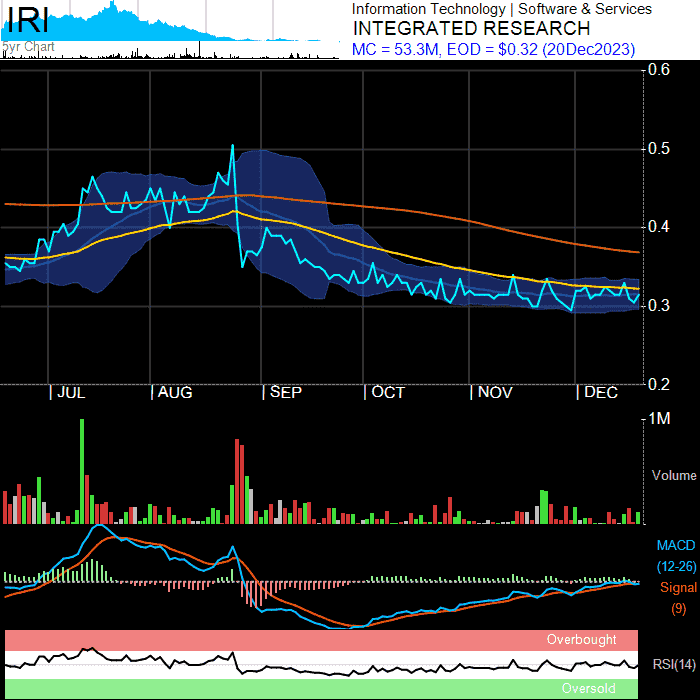 IRI
5yr Chart
Information Technology | Software & Services
INTEGRATED RESEARCH
MC = 53.3M, EOD = $0.32 (20Dec2023)
0.6
0.5
0.4
0.3
0.2
| JUL | AUG | SEP | OCT | NOV | DEC
1M
Volume
MACD
(12-26)
Signal
(9)
Overbought
RSI(14)
Oversold